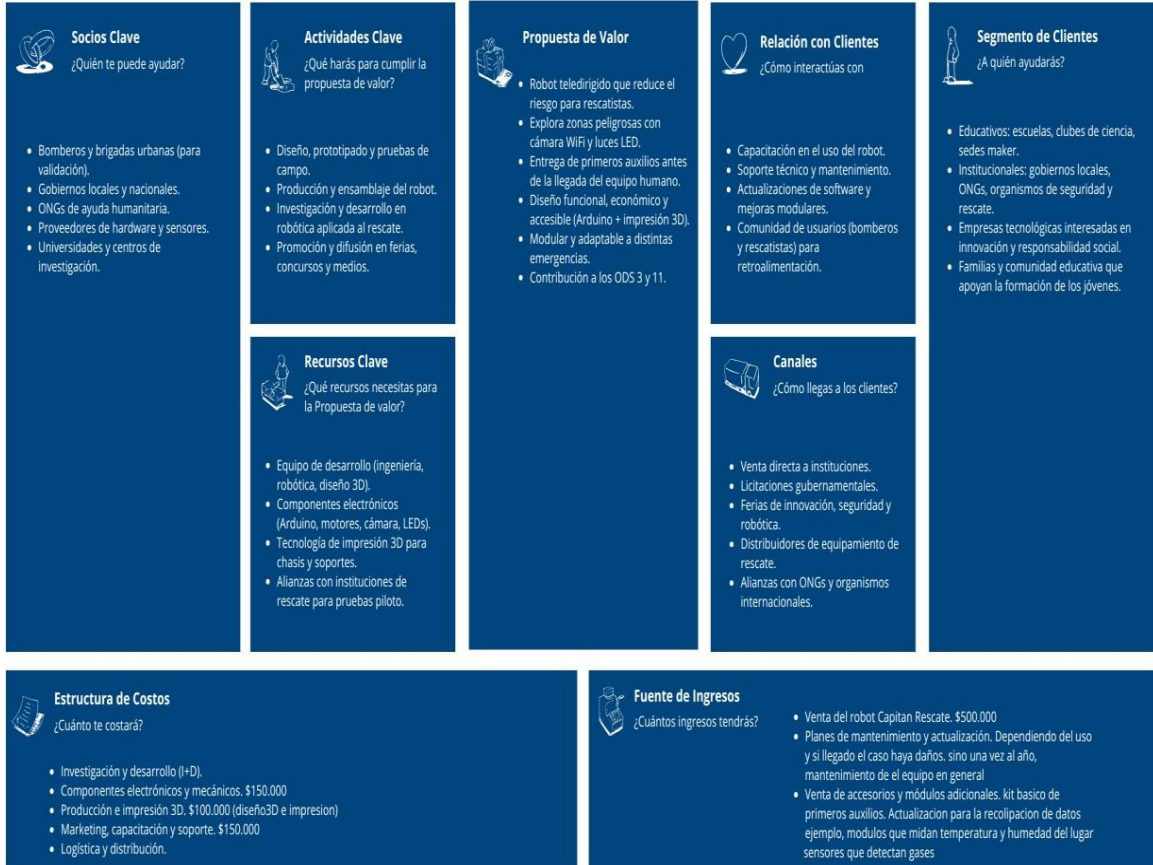 Socios Clave
¿Quién te puede ayudar?
• Bomberos y brigadas urbanas (para
validación).
• Gobiernos locales y nacionales.
• ONGs de ayuda humanitaria.
• Proveedores de hardware y sensores.
• Universidades y centros de
investigación.
Actividades Clave
¿Qué harás para cumplir la
propuesta de valor?
• Diseño, prototipado y pruebas de
campo.
• Producción y ensamblaje del robot.
• Investigación y desarrollo en
robótica aplicada al rescate.
• Promoción y difusión en ferias,
concursos y medios.
Recursos Clave
¿Qué recursos necesitas para
la Propuesta de valor?
• Equipo de desarrollo (ingeniería,
robótica, diseño 3D).
• Componentes electrónicos
(Arduino, motores, cámara, LEDs).
• Tecnología de impresión 3D para
chasis y soportes.
• Alianzas con instituciones de
rescate para pruebas piloto.
Propuesta de Valor
• Robot teledirigido que reduce el
riesgo para rescatistas.
• Explora zonas peligrosas con
cámara WiFi y luces LED.
• Entrega de primeros auxilios antes
de la llegada del equipo humano.
• Diseño funcional, económico y
accesible (Arduino + impresión 3D).
• Modular y adaptable a distintas
emergencias.
• Contribución a los ODS 3 y 11.
Relación con Clientes
¿Cómo interactúas con
• Capacitación en el uso del robot.
• Soporte técnico y mantenimiento.
• Actualizaciones de software y
mejoras modulares.
• Comunidad de usuarios (bomberos
y rescatistas) para
retroalimentación.
Canales
¿Cómo llegas a los clientes?
• Venta directa a instituciones.
• Licitaciones gubernamentales.
• Ferias de innovación, seguridad y
robótica.
• Distribuidores de equipamiento de
rescate.
• Alianzas con ONGs y organismos
internacionales.
Segmento de Clientes
¿A quién ayudarás?
• Educativos: escuelas, clubes de ciencia,
sedes maker.
• Institucionales: gobiernos locales,
ONGs, organismos de seguridad y
rescate.
• Empresas tecnológicas interesadas en
innovación y responsabilidad social.
• Familias y comunidad educativa que
apoyan la formación de los jóvenes.
Estructura de Costos
¿Cuánto te costará?
• Investigación y desarrollo (I+D).
• Componentes electrónicos y mecánicos. $150.000
• Producción e impresión 3D. $100.000 (diseño3D e impresion)
• Marketing, capacitación y soporte. $150.000
• Logística y distribución.
Fuente de Ingresos
¿Cuántos ingresos tendrás?
• Venta del robot Capitan Rescate. $500.000
• Planes de mantenimiento y actualización. Dependiendo del uso
y si llegado el caso haya daños. sino una vez al año,
mantenimiento de el equipo en general
• Venta de accesorios y módulos adicionales. kit basico de
primeros auxilios. Actualizacion para la recolipacion de datos
ejemplo, modulos que midan temperatura y humedad del lugar
sensores que detectan gases